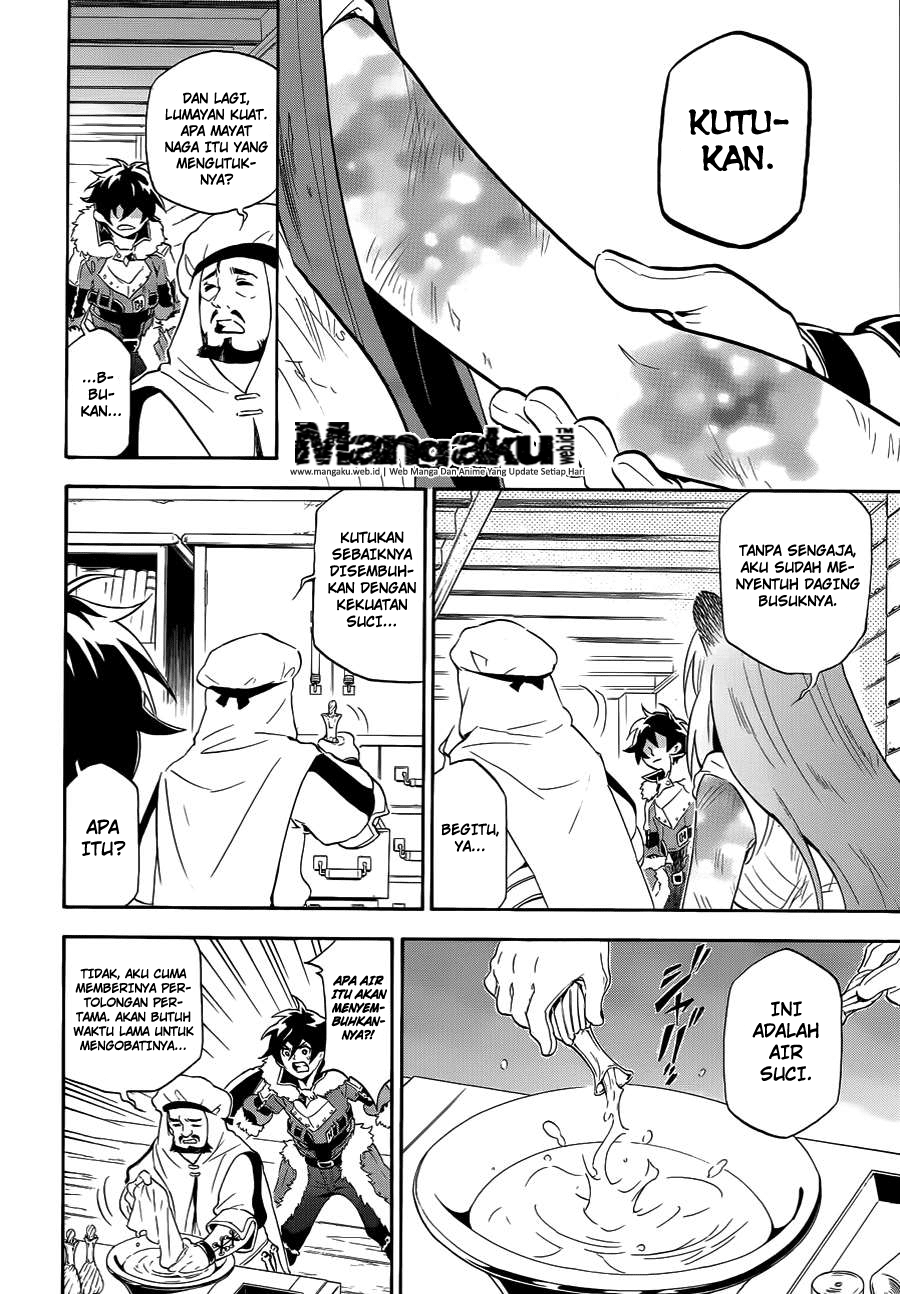 KUTU-
KAN.
DAN LAGI,
LUMAYAN KUAT.
APA MAYAT
NAGA ITU YANG
MENGUTUK-
NYA?
...B-
BU-
KAN...
Mangaku
web.id
www.mangaku.web.id | Web Manga Dan Anime Yang Update Setiap Hari
TANPA SENGAJA,
AKU SUDAH ME-
NYENTUH DAGING
BUSUKNYA.
BEGITU,
YA...
KUTUKAN
SEBAIKNYA
DISEMBUH-
KAN DENGAN
KEKUATAN
SUCI...
APA
ITU?
INI
ADALAH
AIR
SUCI.
APA AIR
ITU AKAN
MENYEM-
BUHKAN-
NYA?!
TIDAK, AKU CUMA
MEMBERINYA PER-
TOLONGAN PER-
TAMA. AKAN BUTUH
WAKTU LAMA UNTUK
MENGOBATINYA...